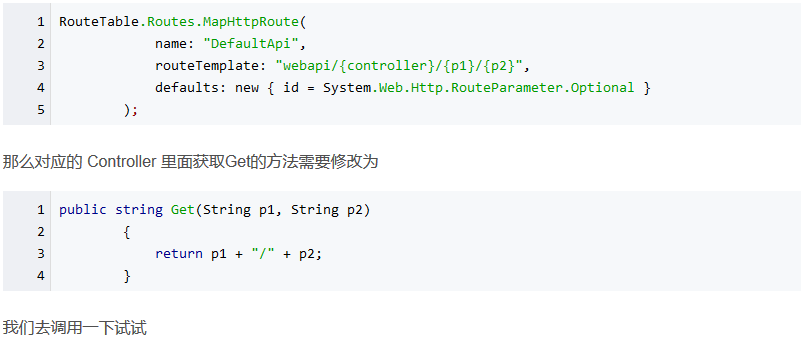 1 RouteTable.Routes.MapHttpRoute(
2 name: "DefaultApi",
3 routeTemplate: "webapi/{controller}/{p1}/{p2}",
4 defaults: new { id = System.Web.Http.RouteParameter.Optional }
5 );
那么对应的 Controller 里面获取Get的方法需要修改为
1 public string Get(String p1, String p2)
2 {
3 return p1 + "/" + p2;
4 }
我们去调用一下试试